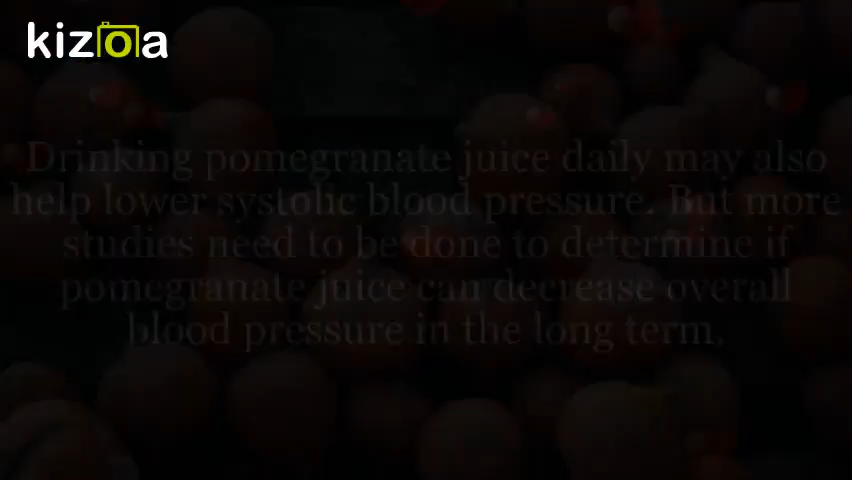 kizoa
Drinking pomegranate juice daily may also
help lower systolic blood pressure. But more
studies need to be done to determine if
pomegranate juice can decrease overall
blood pressure in the long term.